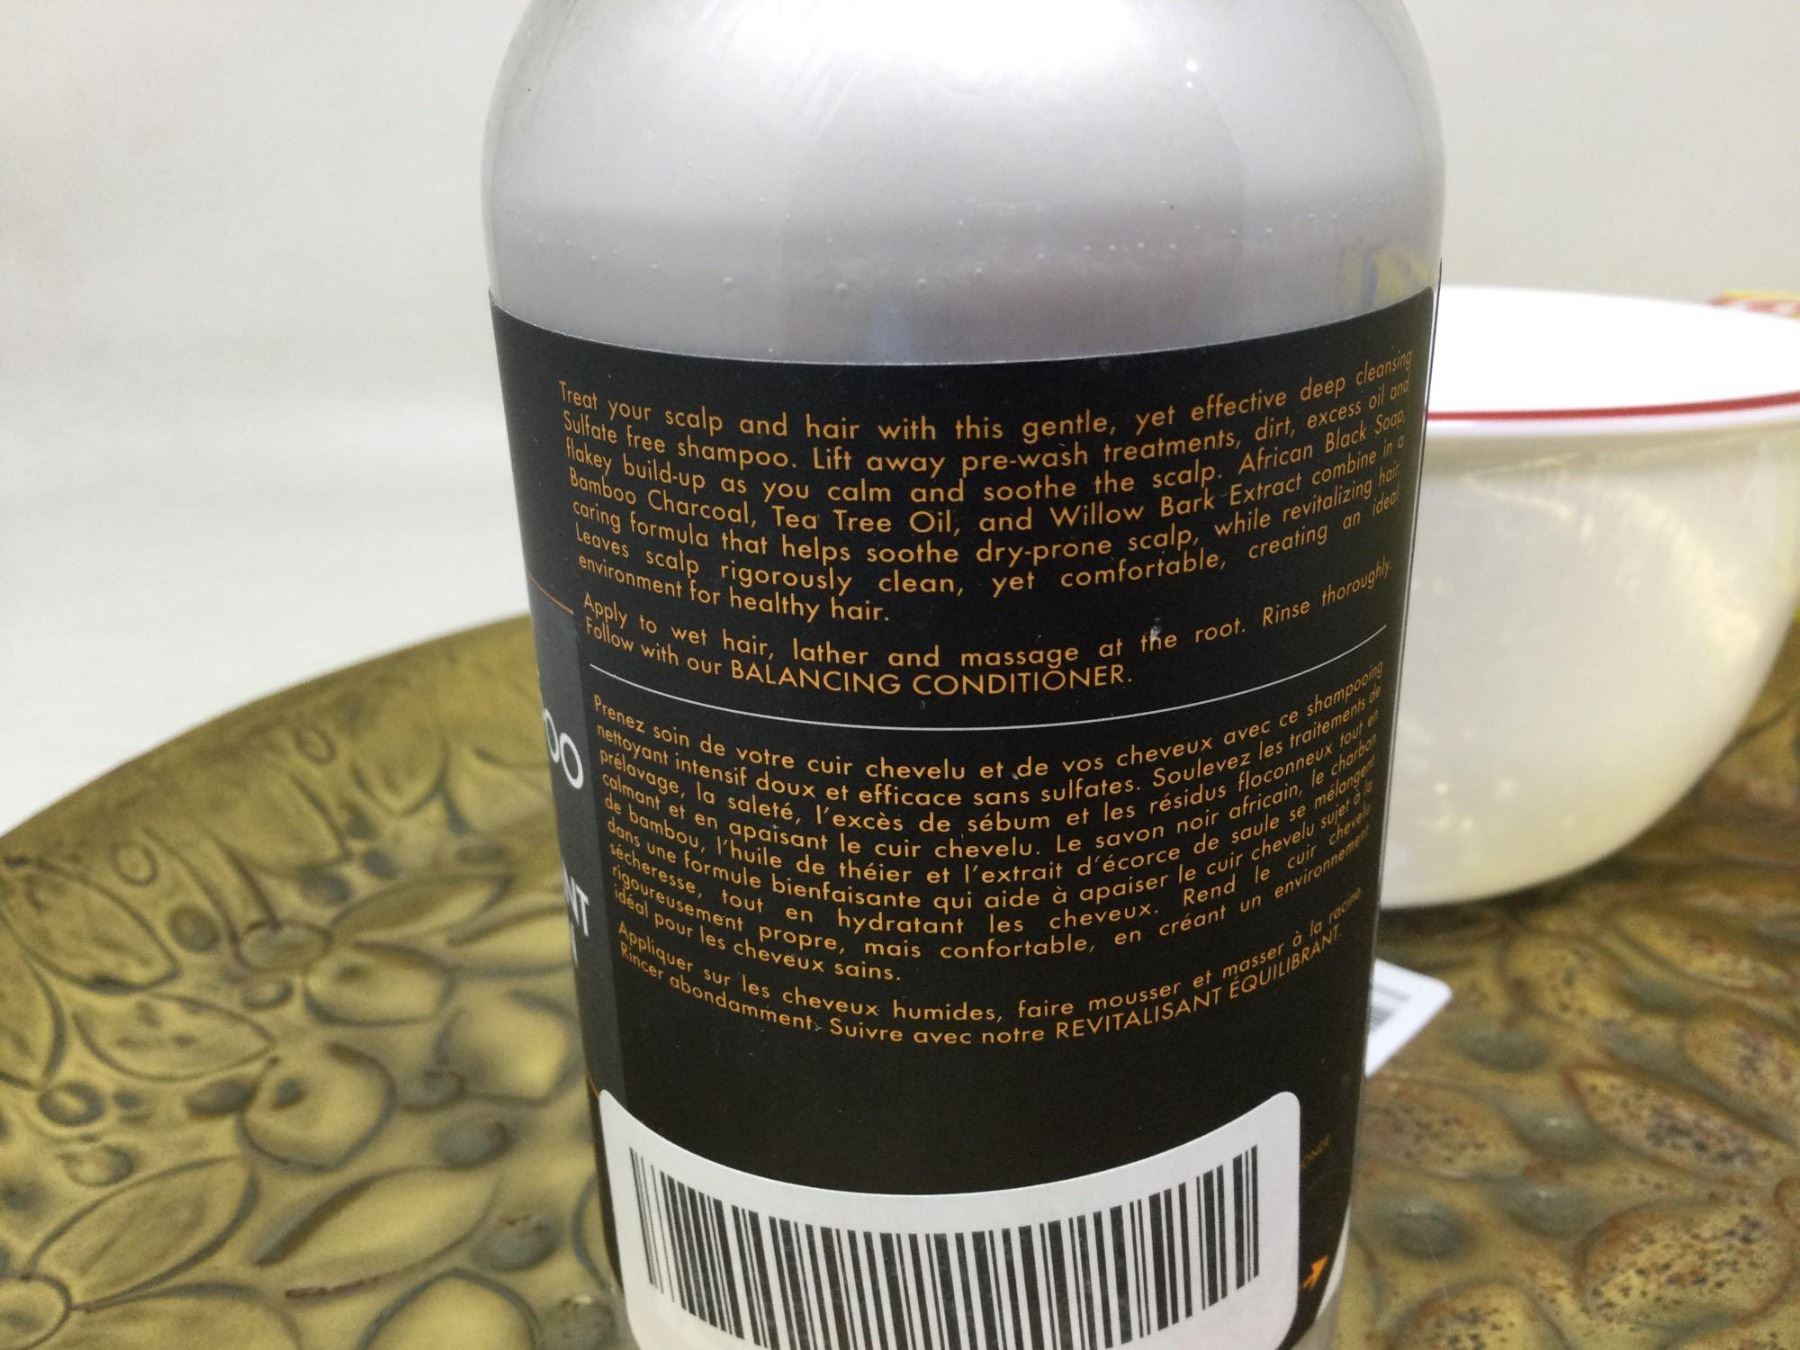 Treat your scalp and hair with this gentle, yet effective deep cleansing
Sulfate free shampoo. Lift away pre-wash treatments, dirt, excess oil and
flakey build-up as you calm and soothe the scalp. African Black Soap,
Bamboo Charcoal, Tea Tree Oil, and Willow Bark Extract combine in a
caring formula that helps soothe dry-prone scalp, while revitalizing hair.
Leaves scalp rigorously clean, yet comfortable, creating an ideal
environment for healthy hair.
Apply to wet hair, lather and massage at the root. Rinse thoroughly.
Follow with our BALANCING CONDITIONER.
Prenez soin de votre cuir chevelu et de vos cheveux avec ce shampooing
nettoyant intensif doux et efficace sans sulfates. Soulevez les traitements de
prélavage, la saleté, l'excès de sébum et les résidus floconneux tout en
calmant et en apaisant le cuir chevelu. Le savon noir africain, le charbon
de bambou, l'huile de théier et l'extrait d'écorce de saule se mélangent
dans une formule bienfaisante qui aide à apaiser le cuir chevelu sujet à la
sécheresse, tout en hydratant les cheveux. Rend le cuir chevelu
rigoureusement propre, mais confortable, en créant un environnement
idéal pour les cheveux sains.
Appliquer sur les cheveux humides, faire mousser et masser à la racine.
Rincer abondamment. Suivre avec notre REVITALISANT ÉQUILIBRANT.